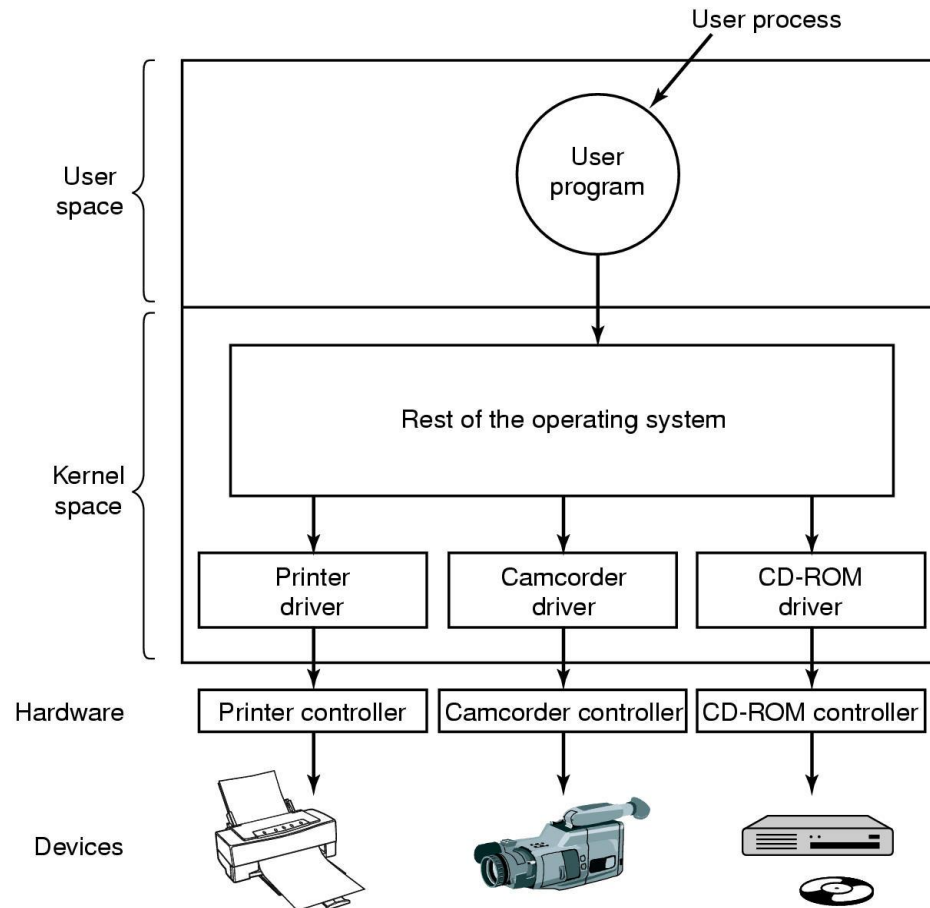 User process
User
program
User
space
Rest of the operating system
Kernel
space
Printer
driver
Camcorder
driver
CD-ROM
driver
Hardware
Printer controller
Camcorder controller
CD-ROM controller
Devices